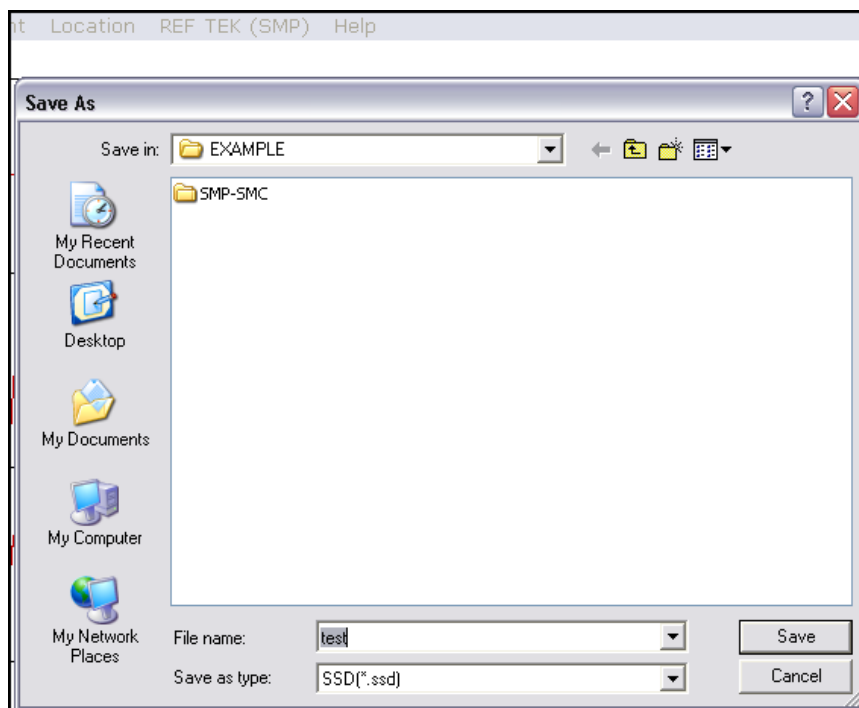 nt Location REF TEK (SMP) Help
Save As
Save in: EXAMPLE
SMP-SMC
My Recent
Documents
Desktop
My Documents
My Computer
My Network
Places
File name: test
Save as type: SSD(*.ssd)
Save
Cancel